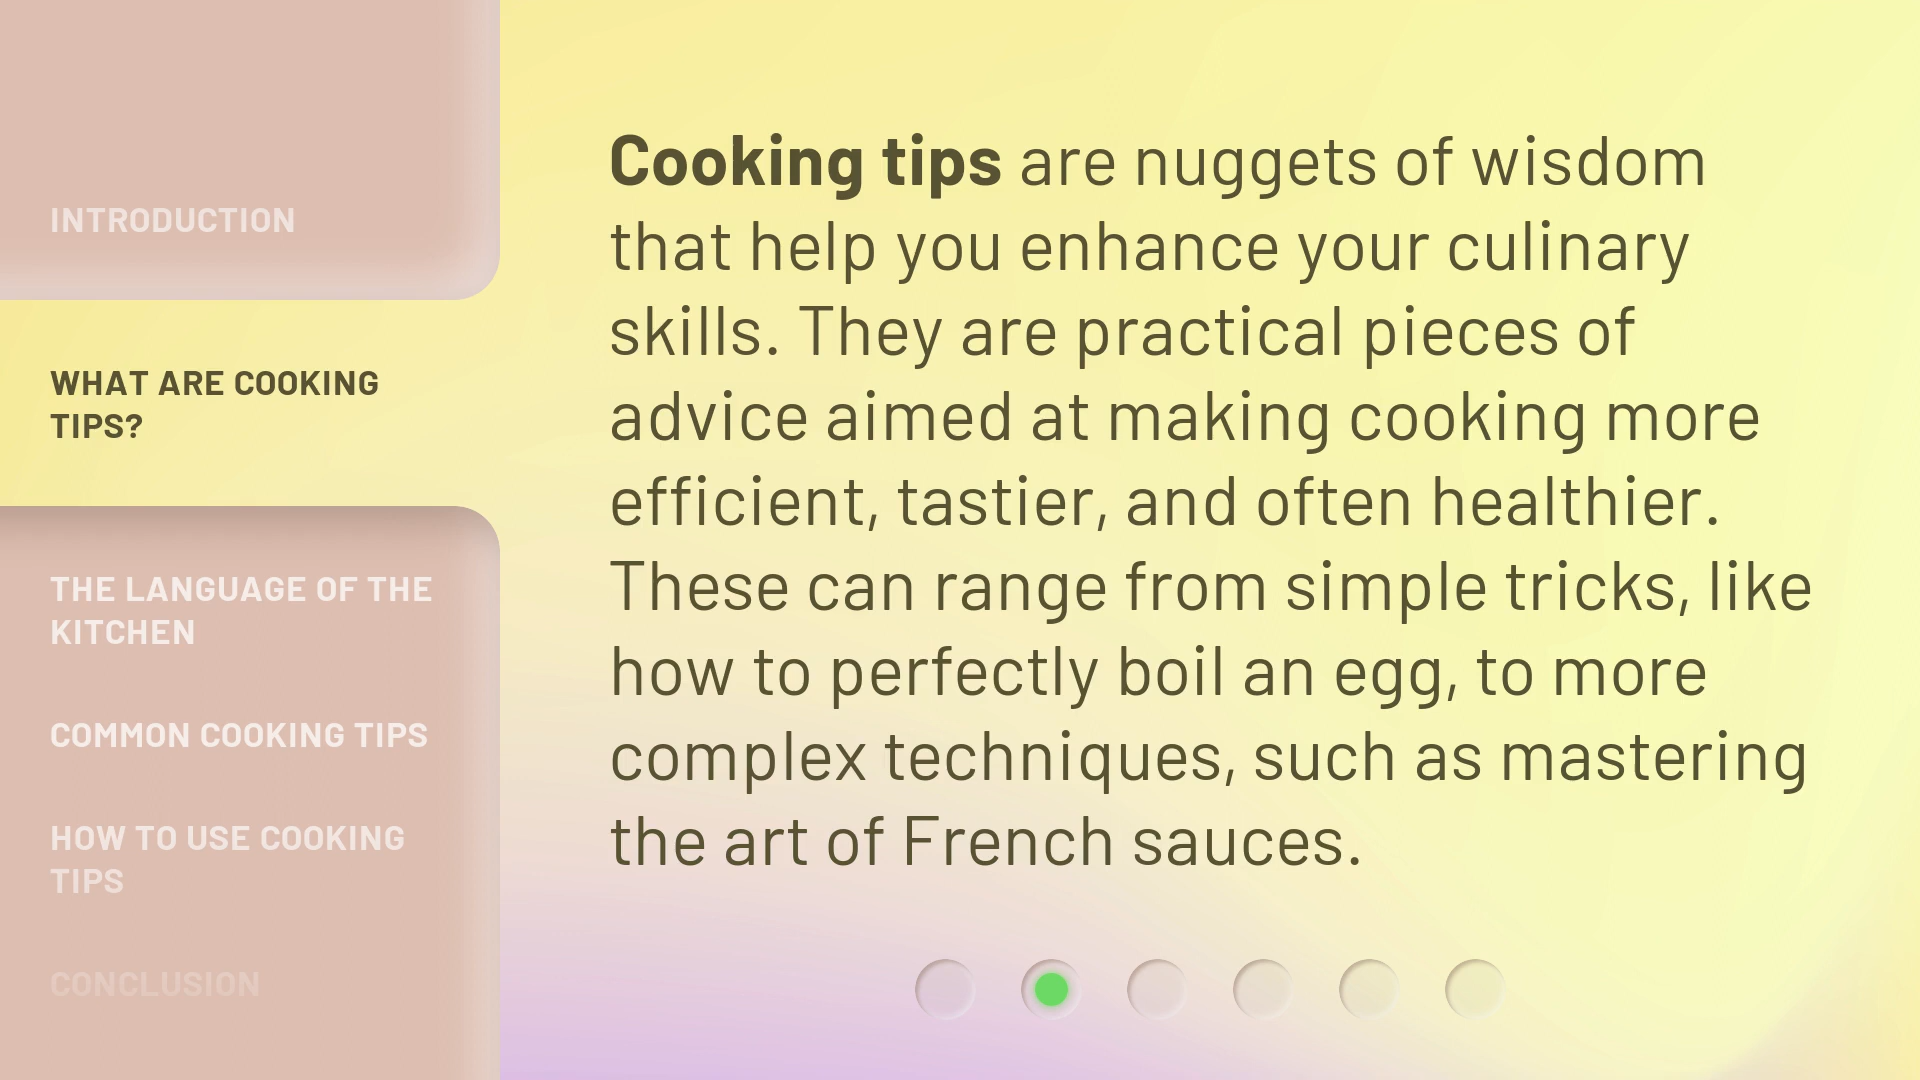 INTRODUCTION
WHAT ARE COOKING
TIPS?
THE LANGUAGE OF THE
KITCHEN
COMMON COOKING TIPS
HOW TO USE COOKING
TIPS
CONCLUSION
Cooking tips are nuggets of wisdom
that help you enhance your culinary
skills. They are practical pieces of
advice aimed at making cooking more
efficient, tastier, and often healthier.
These can range from simple tricks, like
how to perfectly boil an egg, to more
complex techniques, such as mastering
the art of French sauces.